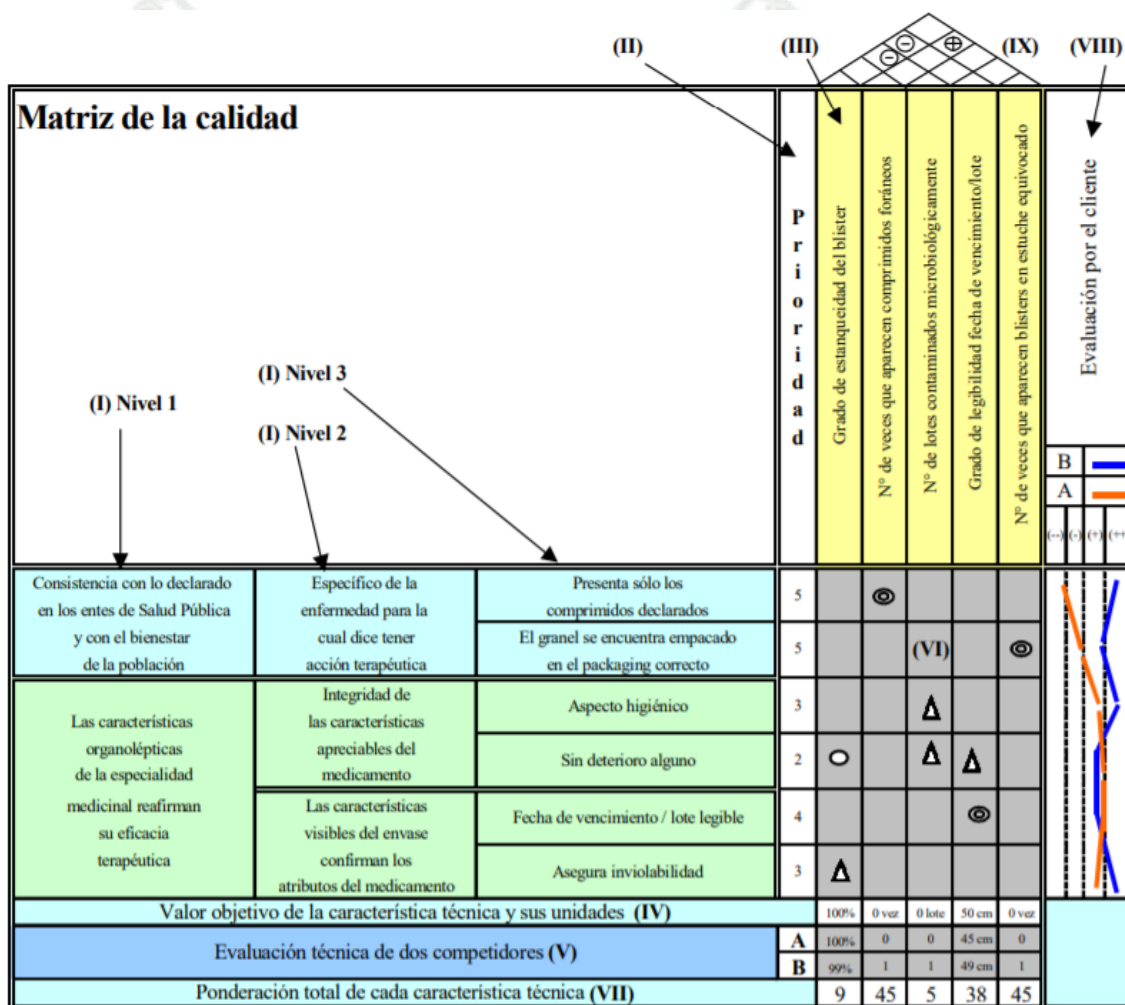 (II)
(III)
(IX)
(VIII)
Matriz de la calidad
Prioridad
Grado de estanqueidad del blister
N° de veces que aparecen comprimidos foráneos
N° de lotes contaminados microbiológicamente
Grado de legibilidad fecha de vencimiento/lote
N° de veces que aparecen blisters en estuche equivocado
Evaluación por el cliente
(I) Nivel 3
(I) Nivel 1
(I) Nivel 2
B
A
(--) (-) (+) (++
Consistencia con lo declarado
en los entes de Salud Pública
y con el bienestar
de la población
Específico de la
enfermedad para la
cual dice tener
acción terapéutica
Presenta sólo los
comprimidos declarados
5
El granel se encuentra empacado
en el packaging correcto
5
(VI)
Las características
organolépticas
de la especialidad
medicinal reafirman
su eficacia
terapéutica
Integridad de
las características
apreciables del
medicamento
Aspecto higiénico
3
Sin deterioro alguno
2
Las características
visibles del envase
confirman los
atributos del medicamento
Fecha de vencimiento / lote legible
4
Asegura inviolabilidad
3
Valor objetivo de la característica técnica y sus unidades (IV)
100% 0 vez 0 lote 50 cm 0 vez
Evaluación técnica de dos competidores (V)
A 100% 0 0 45 cm 0
B 99% 1 1 49 cm 1
Ponderación total de cada característica técnica (VII)
9 45 5 38 45